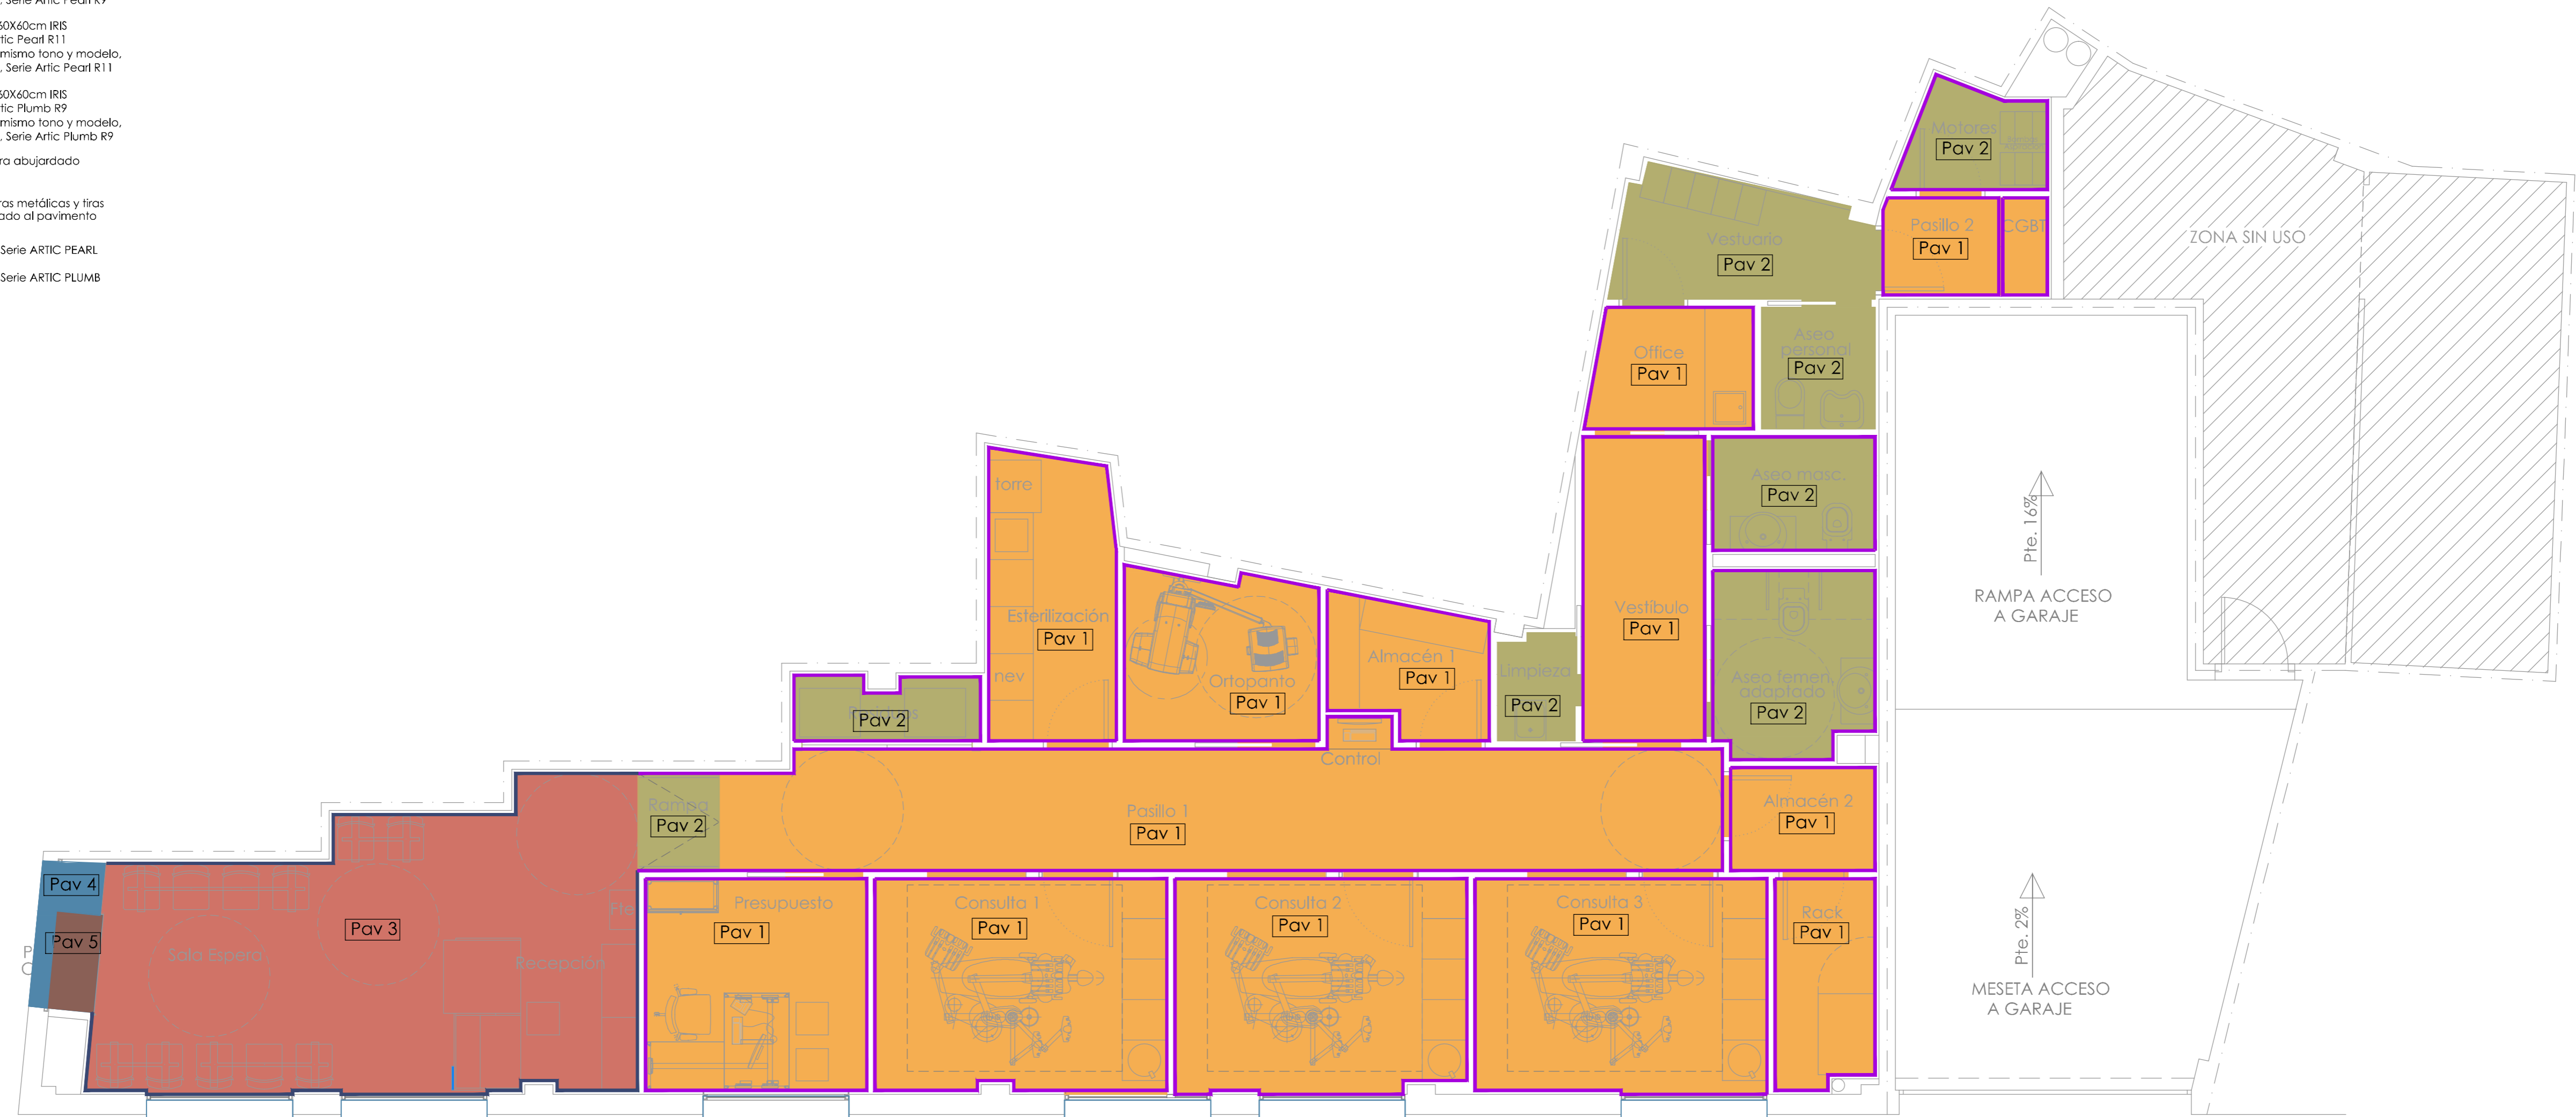 , Serie Artic Pearl R9
60X60cm IRIS
tic Pearl R11
mismo tono y modelo,
, Serie Artic Pearl R11
60X60cm IRIS
tic Plumb R9
mismo tono y modelo,
, Serie Artic Plumb R9
ra abujardado
ras metálicas y tiras
ado al pavimento
Serie ARTIC PEARL
Serie ARTIC PLUMB
Motores
Pav 2
Pasillo 2
Pav 1
CGBT
ZONA SIN USO
Vestuario
Pav 2
Office
Pav 1
Aseo
personal
Pav 2
Aseo masc.
Pav 2
torre
Esterilización
Pav 1
nev
Ortopanto
Pav 1
Almacén 1
Pav 1
Limpieza
Pav 2
Vestíbulo
Pav 1
Aseo femen.
adaptado
Pav 2
Pte. 16%
RAMPA ACCESO
A GARAJE
Residuos
Pav 2
Control
Rampa
Pav 2
Pasillo 1
Pav 1
Almacén 2
Pav 1
Pav 4
Pav 5
P
C
Sala Espera
Pav 3
Recepción
Fte
Presupuesto
Pav 1
Consulta 1
Pav 1
Consulta 2
Pav 1
Consulta 3
Pav 1
Rack
Pav 1
Pte. 2%
MESETA ACCESO
A GARAJE